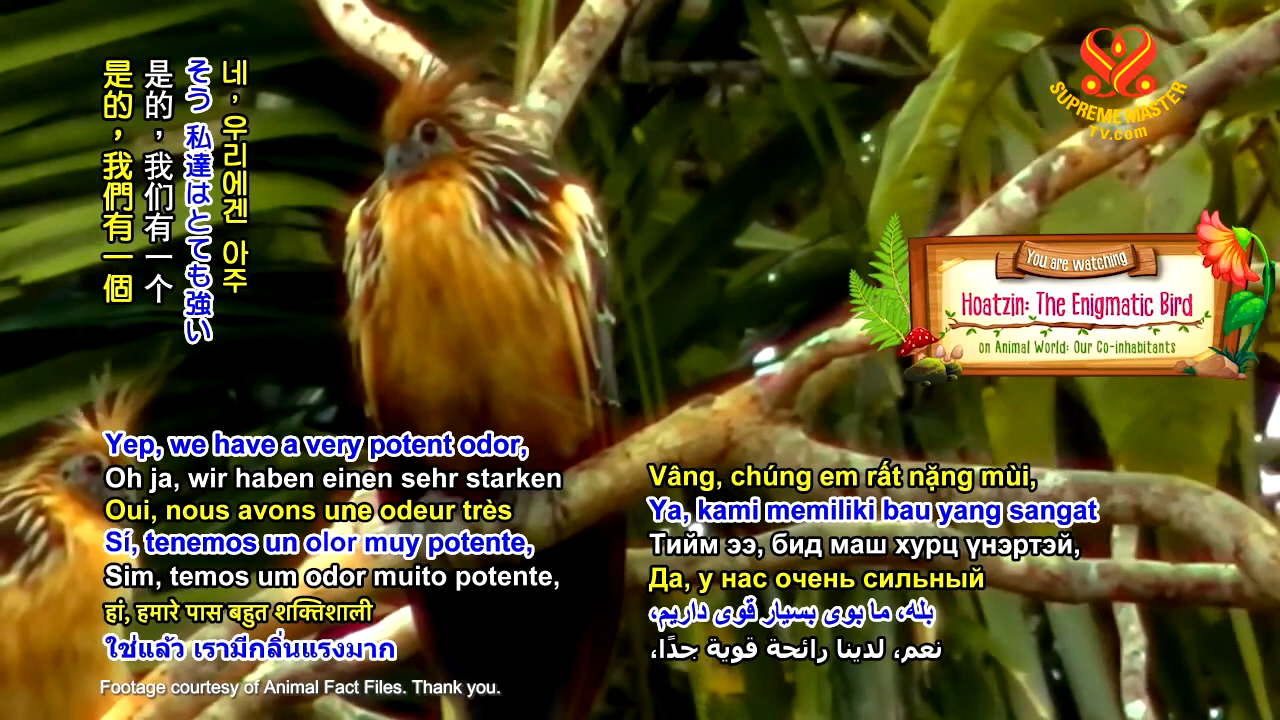 네, 우리에겐 아주
そう 私達はとても強い
是的，我们有一个
是的，我們有一個
SUPREME MASTER
TV.com
You are watching
Hoatzin: The Enigmatic Bird
on Animal World: Our Co-inhabitants
Yep, we have a very potent odor,
Oh ja, wir haben einen sehr starken
Oui, nous avons une odeur très
Sí, tenemos un olor muy potente,
Sim, temos um odor muito potente,
हां, हमारे पास बहुत शक्तिशाली
ใช่แล้ว เรามีกลิ่นแรงมาก
Vâng, chúng em rất nặng mùi,
Ya, kami memiliki bau yang sangat
Тийм ээ, бид маш хурц үнэртэй,
Да, у нас очень сильный
بله، ما بوی بسیار قوی داریم،
نعم، لدينا رائحة قوية جدًا،
Footage courtesy of Animal Fact Files. Thank you.